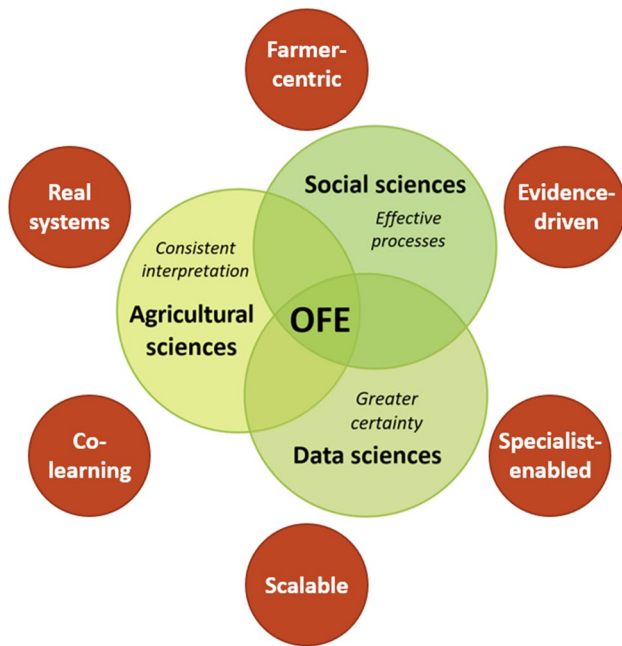 Farmer-
centric
Social sciences
Effective
processes
Evidence-
driven
Real
systems
Consistent
interpretation
Agricultural
sciences
OFE
Greater
certainty
Data sciences
Specialist-
enabled
Co-
learning
Scalable